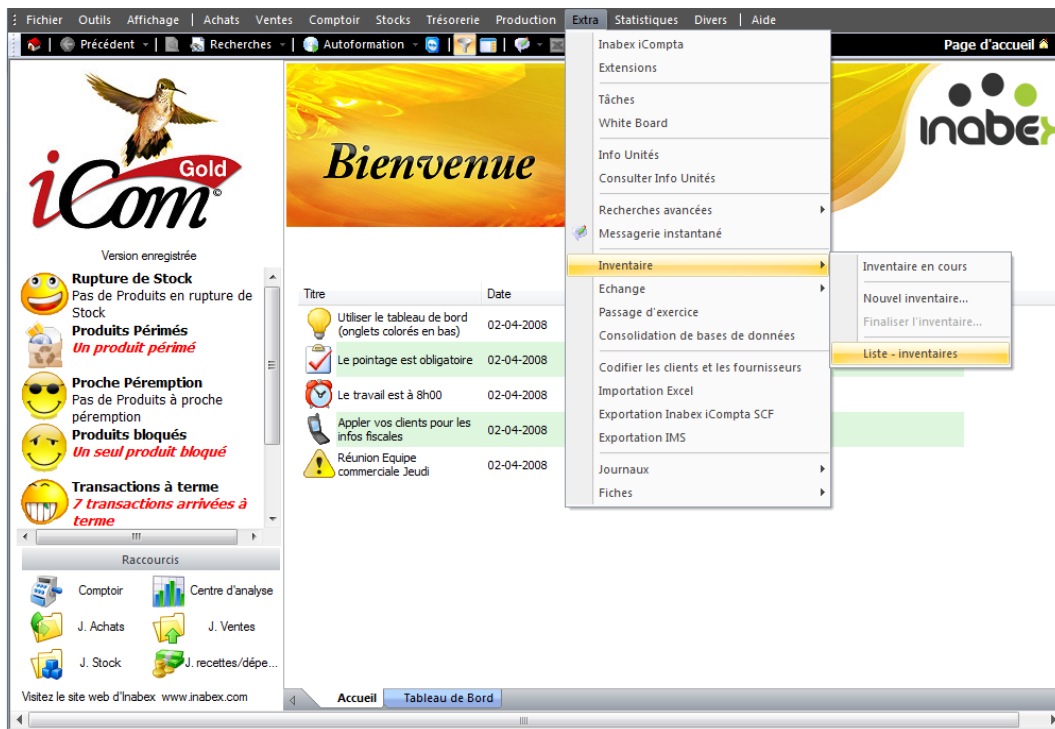 Fichier Outils Affichage Achats Ventes Comptoir Stocks Trésorerie Production Extra Statistiques Divers Aide
Précédent Recherches Autoformation Page d'accueil
Inabex iCompta
Extensions
Tâches
White Board
Info Unités
Consulter Info Unités
Recherches avancées
Messagerie instantané
Inventaire
Echange
Passage d'exercice
Consolidation de bases de données
Codifier les clients et les fournisseurs
Importation Excel
Exportation Inabex iCompta SCF
Exportation IMS
Journaux
Fiches
Inventaire en cours
Nouvel inventaire...
Finaliser l'inventaire...
Liste - inventaires
iCom Gold ©
Version enregistrée
Bienvenue
inabex
Rupture de Stock
Pas de Produits en rupture de
Stock
Produits Périmés
Un produit périmé
Proche Péremption
Pas de Produits à proche
péremption
Produits bloqués
Un seul produit bloqué
Transactions à terme
7 transactions arrivées à
terme
Titre Date
Utiliser le tableau de bord
(onglets colorés en bas) 02-04-2008
Le pointage est obligatoire 02-04-2008
Le travail est à 8h00 02-04-2008
Appler vos clients pour les
infos fiscales 02-04-2008
Réunion Equipe
commerciale Jeudi 02-04-2008
Raccourcis
Comptoir Centre d'analyse
J. Achats J. Ventes
J. Stock J. recettes/dépe...
Visitez le site web d'Inabex www.inabex.com
Accueil Tableau de Bord